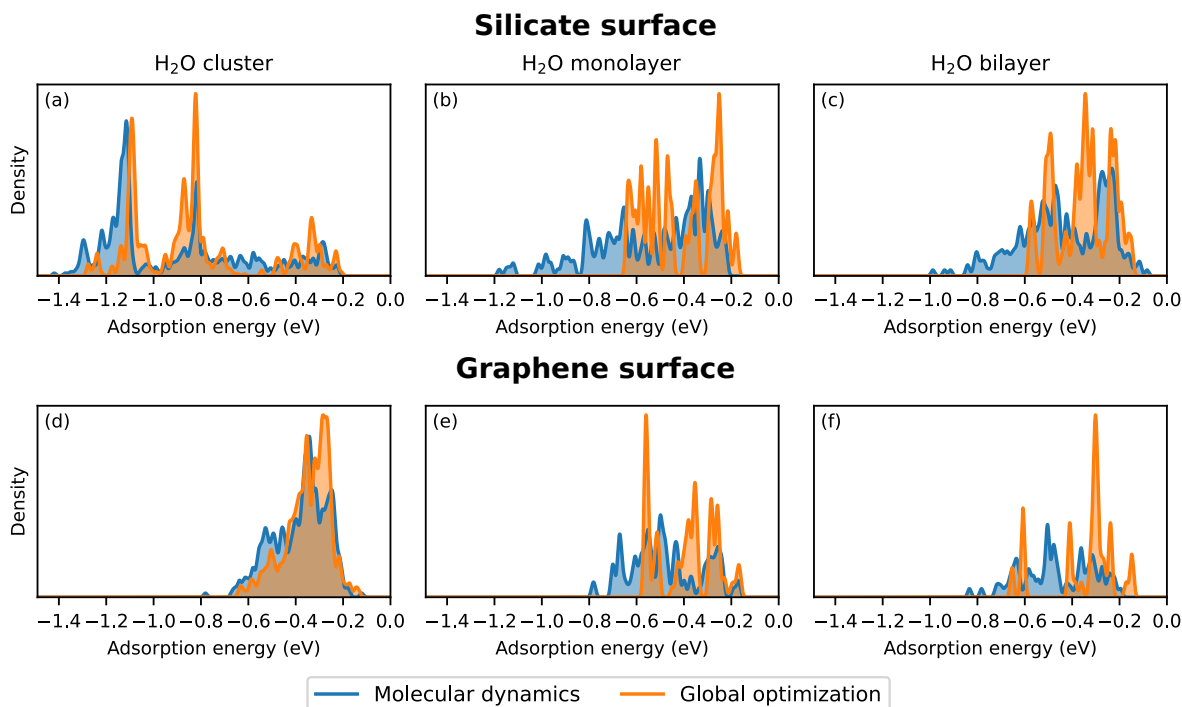 Silicate surface
H₂O cluster
H₂O monolayer
H₂O bilayer
(a)
(b)
(c)
Density
−1.4 −1.2 −1.0 −0.8 −0.6 −0.4 −0.2 0.0
−1.4 −1.2 −1.0 −0.8 −0.6 −0.4 −0.2 0.0
−1.4 −1.2 −1.0 −0.8 −0.6 −0.4 −0.2 0.0
Adsorption energy (eV)
Adsorption energy (eV)
Adsorption energy (eV)
Graphene surface
(d)
(e)
(f)
Density
−1.4 −1.2 −1.0 −0.8 −0.6 −0.4 −0.2 0.0
−1.4 −1.2 −1.0 −0.8 −0.6 −0.4 −0.2 0.0
−1.4 −1.2 −1.0 −0.8 −0.6 −0.4 −0.2 0.0
Adsorption energy (eV)
Adsorption energy (eV)
Adsorption energy (eV)
Molecular dynamics
Global optimization